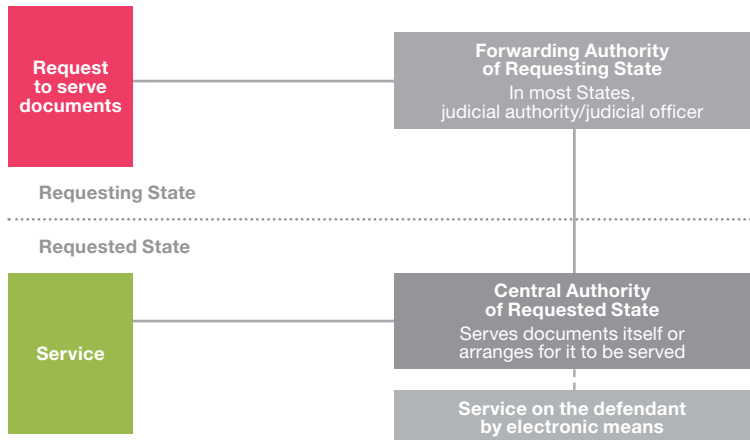 Request
to serve
documents
Forwarding Authority
of Requesting State
In most States,
judicial authority/judicial officer
Requesting State
Requested State
Service
Central Authority
of Requested State
Serves documents itself or
arranges for it to be served
Service on the defendant
by electronic means